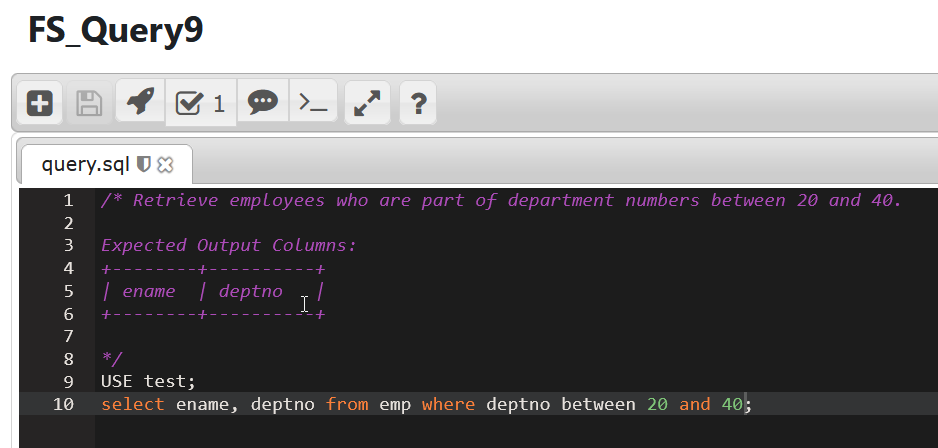 FS_Query9
1
query.sql
1 /* Retrieve employees who are part of department numbers between 20 and 40.
2
3 Expected Output Columns:
4 +--------+----------+
5 | ename  | deptno   |
6 +--------+----------+
7
8 */
9 USE test;
10 select ename, deptno from emp where deptno between 20 and 40;